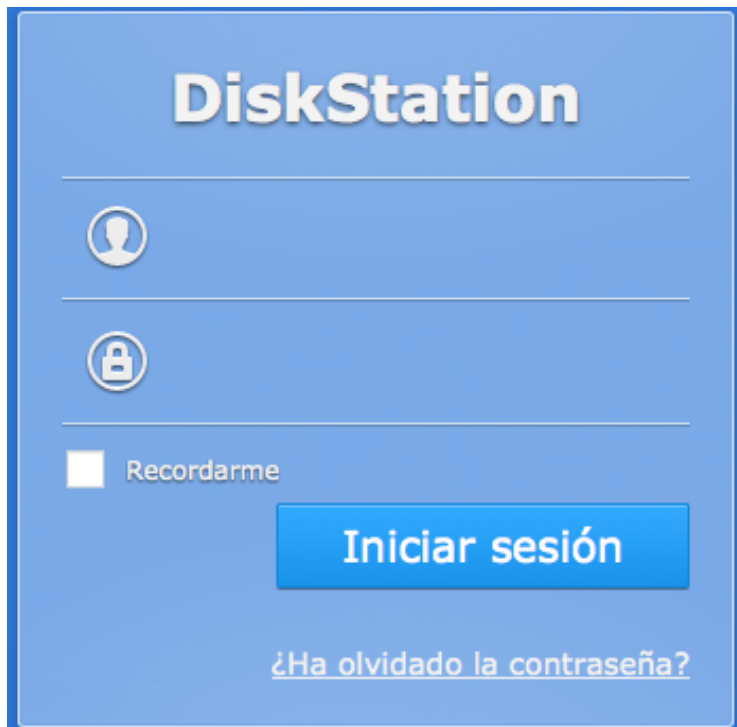 DiskStation
Recordarme
Iniciar sesión
¿Ha olvidado la contraseña?